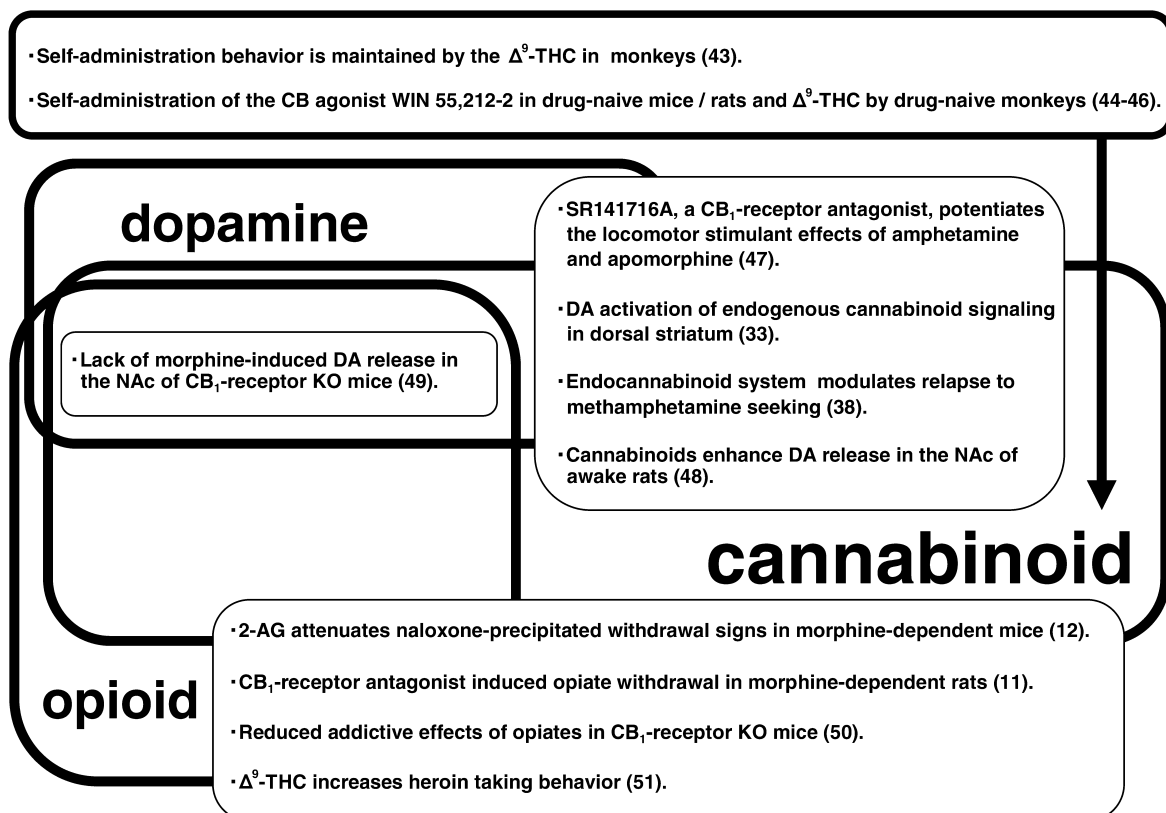 ·Self-administration behavior is maintained by the Δ⁹-THC in monkeys (43).
·Self-administration of the CB agonist WIN 55,212-2 in drug-naive mice / rats and Δ⁹-THC by drug-naive monkeys (44-46).
dopamine
·SR141716A, a CB₁-receptor antagonist, potentiates
the locomotor stimulant effects of amphetamine
and apomorphine (47).
·DA activation of endogenous cannabinoid signaling
in dorsal striatum (33).
·Lack of morphine-induced DA release in
the NAc of CB₁-receptor KO mice (49).
·Endocannabinoid system modulates relapse to
methamphetamine seeking (38).
·Cannabinoids enhance DA release in the NAc of
awake rats (48).
cannabinoid
·2-AG attenuates naloxone-precipitated withdrawal signs in morphine-dependent mice (12).
·CB₁-receptor antagonist induced opiate withdrawal in morphine-dependent rats (11).
opioid
·Reduced addictive effects of opiates in CB₁-receptor KO mice (50).
·Δ⁹-THC increases heroin taking behavior (51).